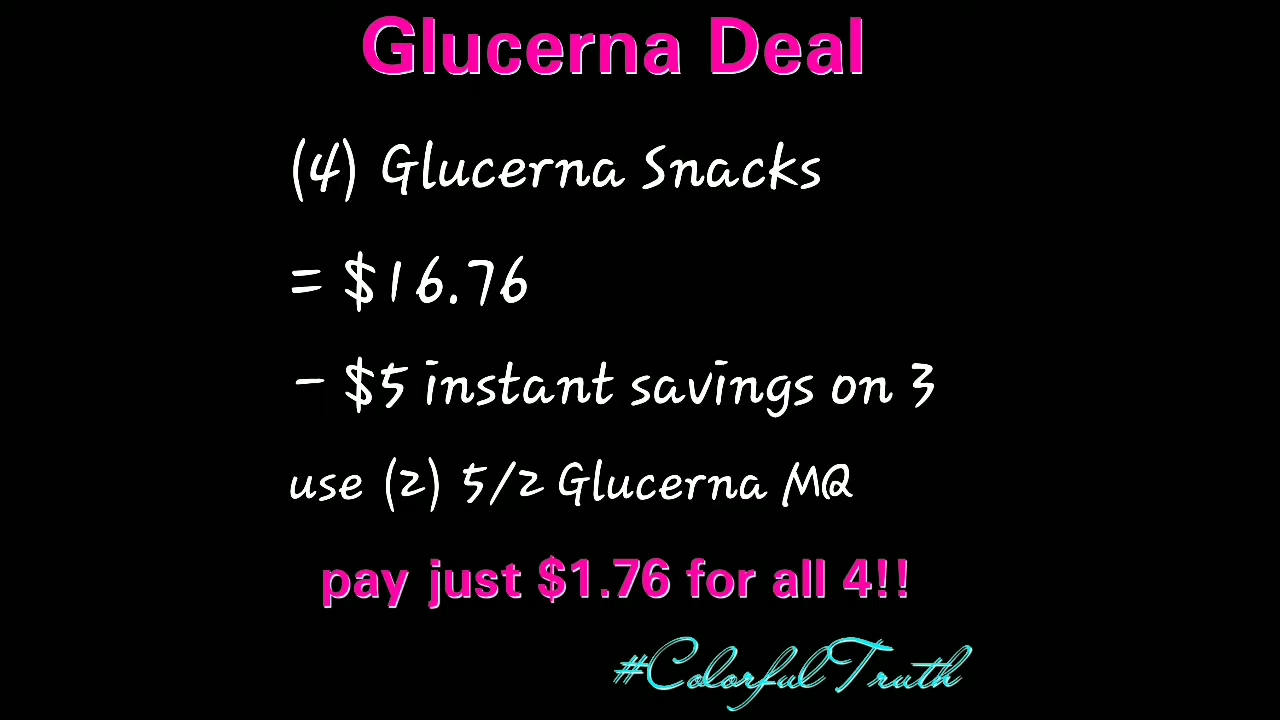 Glucerna Deal
(4) Glucerna Snacks
= $16.76
- $5 instant savings on 3
use (2) 5/2 Glucerna MQ
pay just $1.76 for all 4!!
#ColorfulTruth